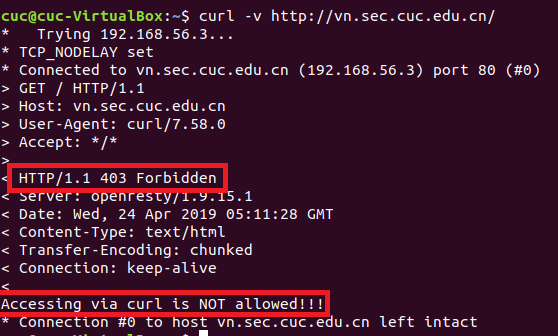 cuc@cuc-VirtualBox:~$ curl -v http://vn.sec.cuc.edu.cn/
*   Trying 192.168.56.3...
* TCP_NODELAY set
* Connected to vn.sec.cuc.edu.cn (192.168.56.3) port 80 (#0)
> GET / HTTP/1.1
> Host: vn.sec.cuc.edu.cn
> User-Agent: curl/7.58.0
> Accept: */*
>
< HTTP/1.1 403 Forbidden
< Server: openresty/1.9.15.1
< Date: Wed, 24 Apr 2019 05:11:28 GMT
< Content-Type: text/html
< Transfer-Encoding: chunked
< Connection: keep-alive
<
Accessing via curl is NOT allowed!!!
* Connection #0 to host vn.sec.cuc.edu.cn left intact